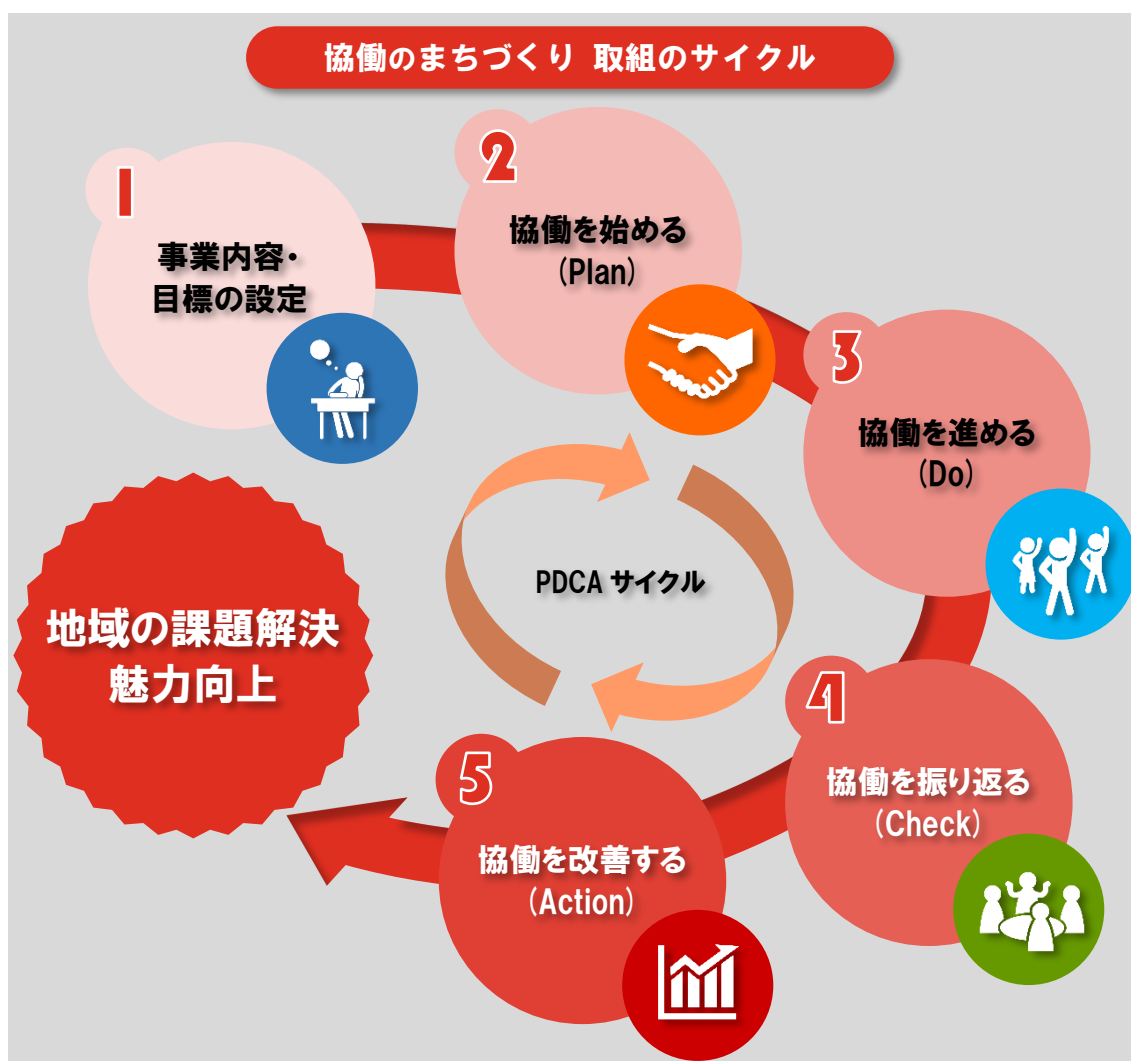 協働のまちづくり 取組のサイクル
1
事業内容・
目標の設定
2
協働を始める
(Plan)
3
協働を進める
(Do)
4
協働を振り返る
(Check)
5
協働を改善する
(Action)
PDCA サイクル
地域の課題解決
魅力向上